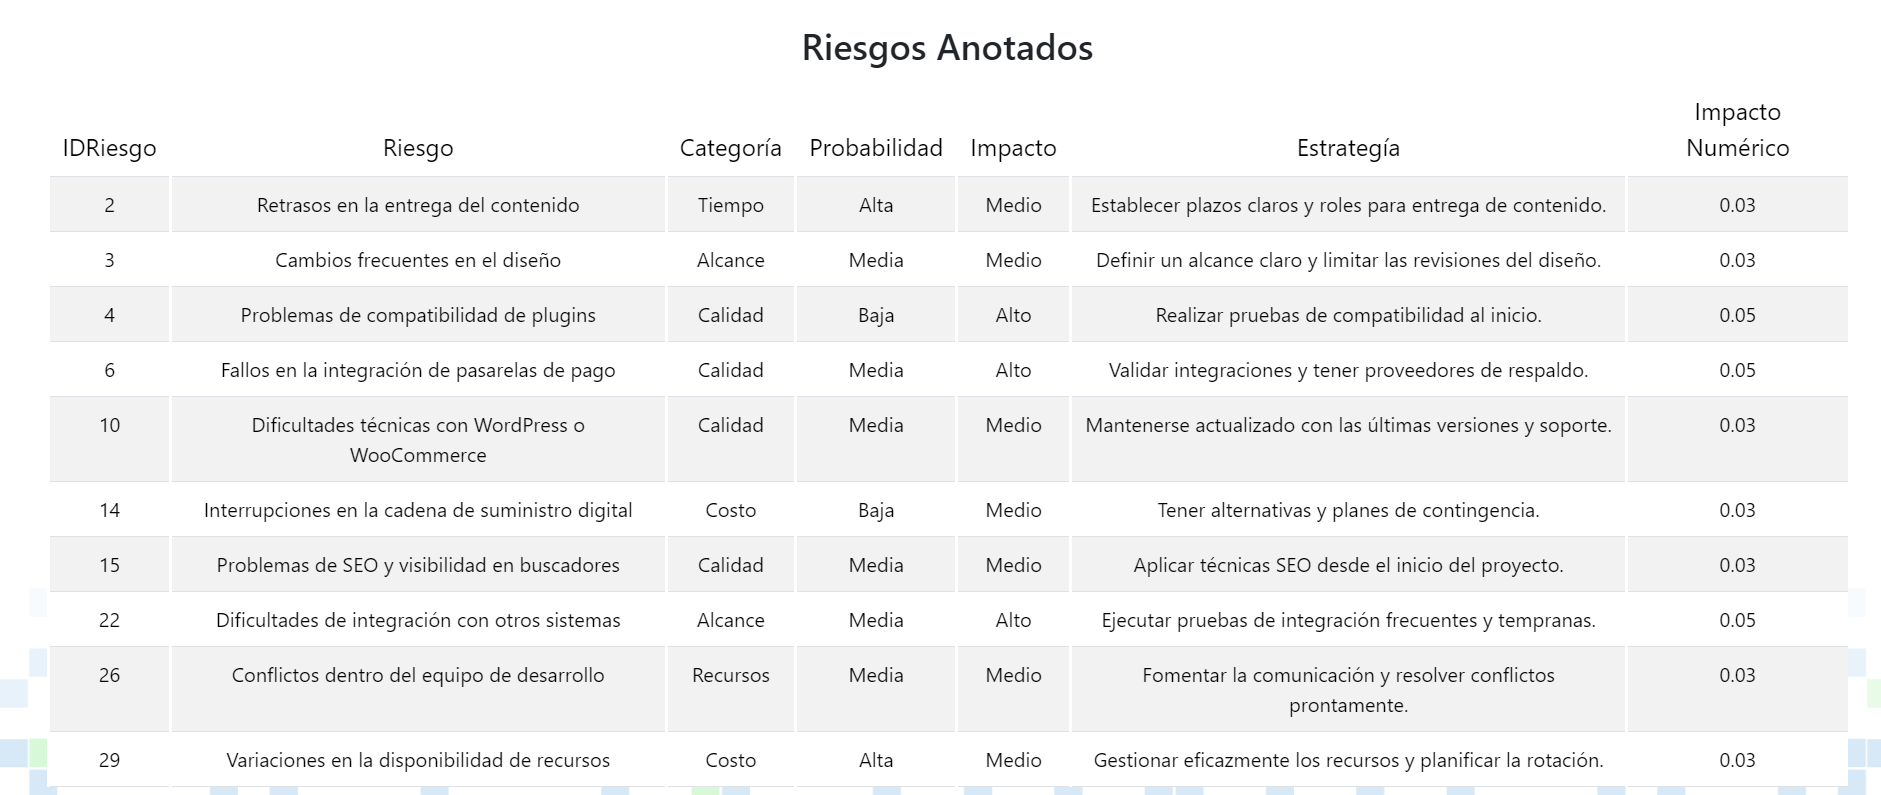 Riesgos Anotados
IDRiesgo Riesgo Categoría Probabilidad Impacto Estrategía Impacto Numérico
2 Retrasos en la entrega del contenido Tiempo Alta Medio Establecer plazos claros y roles para entrega de contenido. 0.03
3 Cambios frecuentes en el diseño Alcance Media Medio Definir un alcance claro y limitar las revisiones del diseño. 0.03
4 Problemas de compatibilidad de plugins Calidad Baja Alto Realizar pruebas de compatibilidad al inicio. 0.05
6 Fallos en la integración de pasarelas de pago Calidad Media Alto Validar integraciones y tener proveedores de respaldo. 0.05
10 Dificultades técnicas con WordPress o WooCommerce Calidad Media Medio Mantenerse actualizado con las últimas versiones y soporte. 0.03
14 Interrupciones en la cadena de suministro digital Costo Baja Medio Tener alternativas y planes de contingencia. 0.03
15 Problemas de SEO y visibilidad en buscadores Calidad Media Medio Aplicar técnicas SEO desde el inicio del proyecto. 0.03
22 Dificultades de integración con otros sistemas Alcance Media Alto Ejecutar pruebas de integración frecuentes y tempranas. 0.05
26 Conflictos dentro del equipo de desarrollo Recursos Media Medio Fomentar la comunicación y resolver conflictos prontamente. 0.03
29 Variaciones en la disponibilidad de recursos Costo Alta Medio Gestionar eficazmente los recursos y planificar la rotación. 0.03